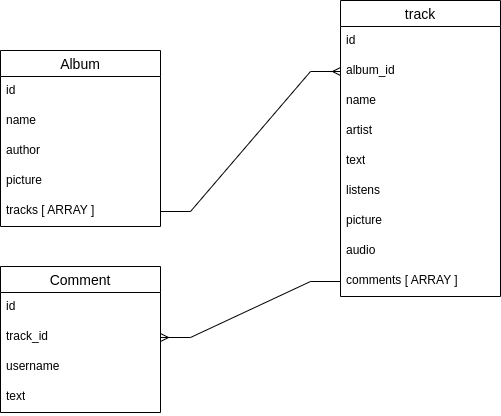 Album
id
name
author
picture
tracks [ ARRAY ]
track
id
album_id
name
artist
text
listens
picture
audio
comments [ ARRAY ]
Comment
id
track_id
username
text